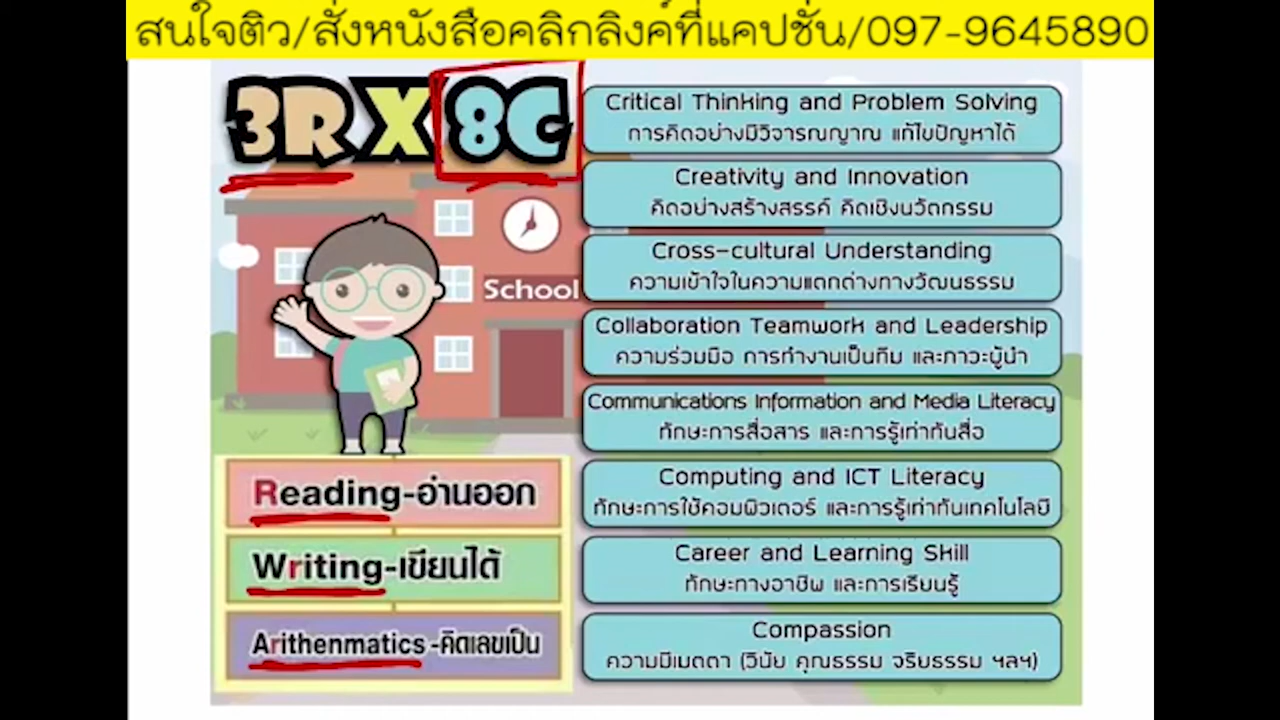 สนใจติว/สั่งหนังสือคลิกลิงค์ที่แคปชั่น/097-9645890
3R X 8C
School
Reading-อ่านออก
Writing-เขียนได้
Arithenmatics-คิดเลขเป็น
Critical Thinking and Problem Solving
การคิดอย่างมีวิจารณญาณ แก้ไขปัญหาได้
Creativity and Innovation
คิดอย่างสร้างสรรค์ คิดเชิงนวัตกรรม
Cross-cultural Understanding
ความเข้าใจในความแตกต่างทางวัฒนธรรม
Collaboration Teamwork and Leadership
ความร่วมมือ การทำงานเป็นทีม และภาวะผู้นำ
Communications Information and Media Literacy
ทักษะการสื่อสาร และการรู้เท่าทันสื่อ
Computing and ICT Literacy
ทักษะการใช้คอมพิวเตอร์ และการรู้เท่าทันเทคโนโลยี
Career and Learning Skill
ทักษะทางอาชีพ และการเรียนรู้
Compassion
ความมีเมตตา (วินัย คุณธรรม จริยธรรม ฯลฯ)